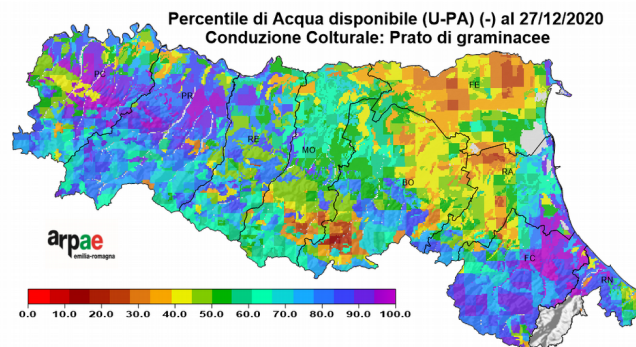 Percentile di Acqua disponibile (U-PA) (-) al 27/12/2020
Conduzione Colturale: Prato di graminacee
PC
PR
FE
RE
MO
RA
BO
FC
RN
arpae
emilia-romagna
0.0 10.0 20.0 30.0 40.0 50.0 60.0 70.0 80.0 90.0 100.0